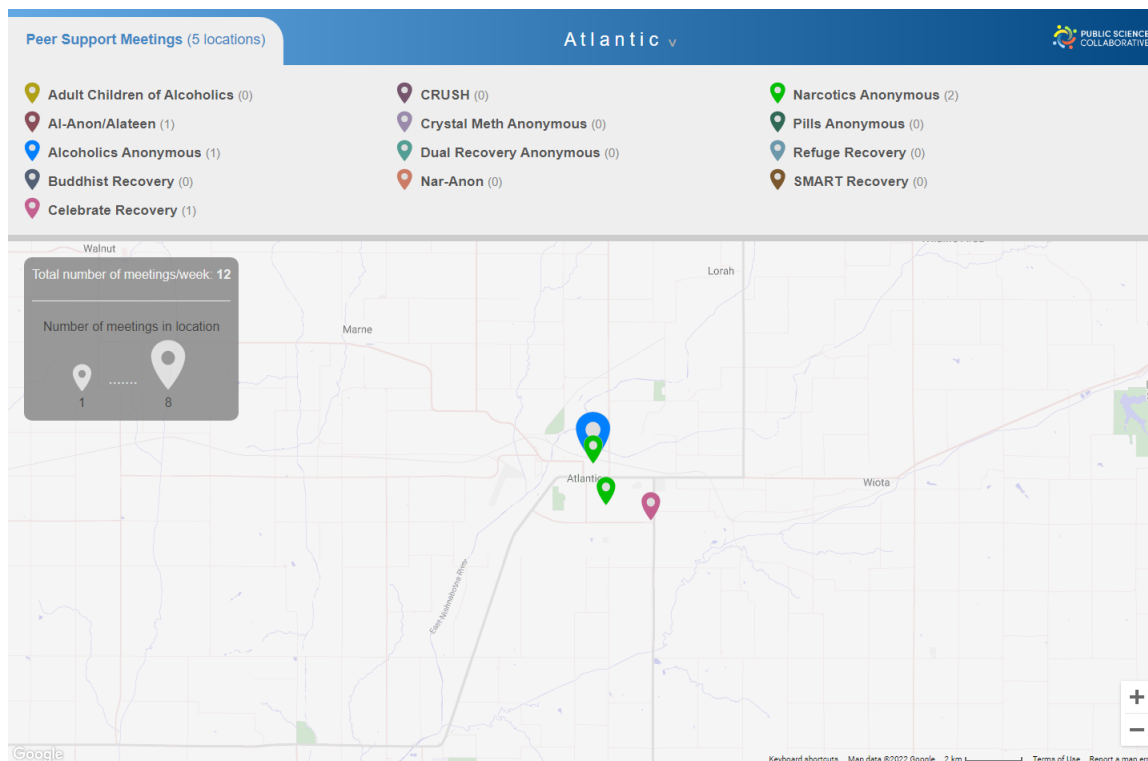 Peer Support Meetings (5 locations)
Atlantic v
PUBLIC SCIENCE
COLLABORATIVE
Adult Children of Alcoholics (0)
Al-Anon/Alateen (1)
Alcoholics Anonymous (1)
Buddhist Recovery (0)
Celebrate Recovery (1)
CRUSH (0)
Crystal Meth Anonymous (0)
Dual Recovery Anonymous (0)
Nar-Anon (0)
Narcotics Anonymous (2)
Pills Anonymous (0)
Refuge Recovery (0)
SMART Recovery (0)
Walnut
Total number of meetings/week: 12
Number of meetings in location
1 ....... 8
Lorah
Marne
Atlantic
Wiota
East Nishnabotna River
+
−
Google
Keyboard shortcuts Map data ©2022 Google 2 km Terms of Use Report a map